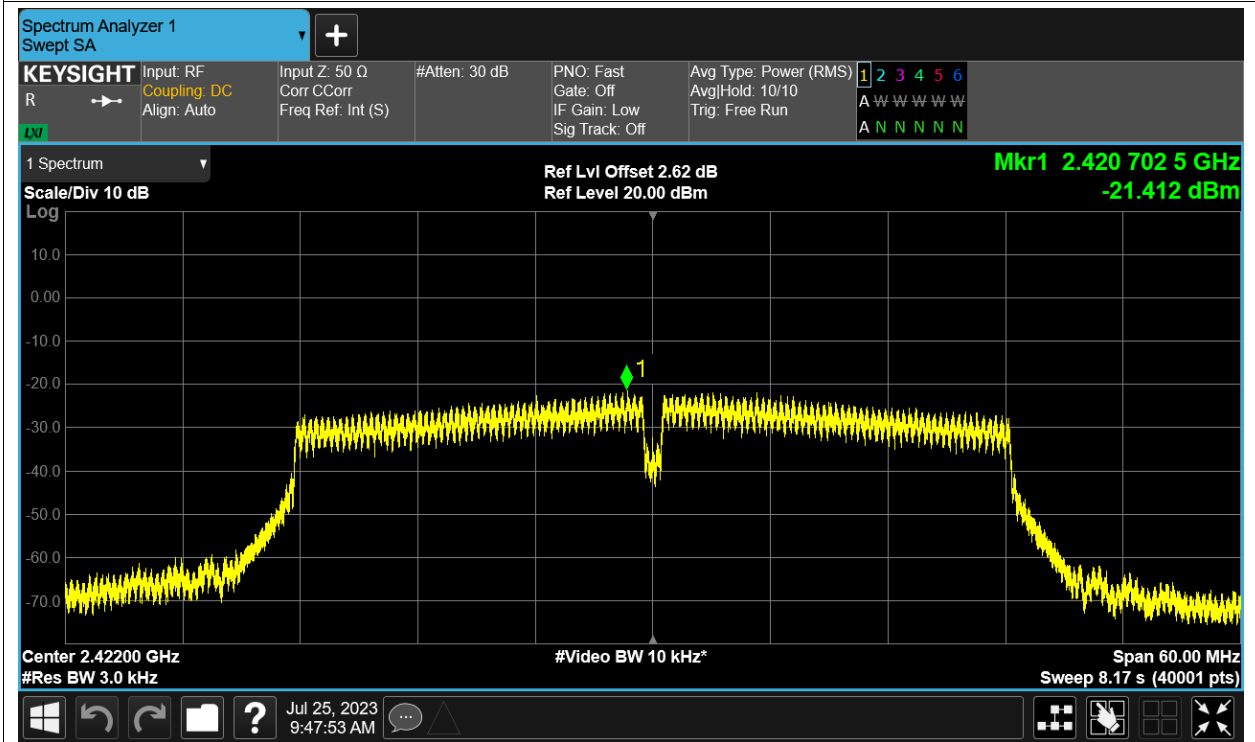 Spectrum Analyzer 1
Swept SA
+
KEYSIGHT
R
LXI
Input: RF
Coupling: DC
Align: Auto
Input Z: 50 Ω
Corr CCorr
Freq Ref: Int (S)
#Atten: 30 dB
PNO: Fast
Gate: Off
IF Gain: Low
Sig Track: Off
Avg Type: Power (RMS)
Avg|Hold: 10/10
Trig: Free Run
1 2 3 4 5 6
A W W W W W
A N N N N N
1 Spectrum
Scale/Div 10 dB
Log
Ref Lvl Offset 2.62 dB
Ref Level 20.00 dBm
Mkr1 2.420 702 5 GHz
-21.412 dBm
10.0
0.00
-10.0
-20.0
-30.0
-40.0
-50.0
-60.0
-70.0
1
Center 2.42200 GHz
#Res BW 3.0 kHz
#Video BW 10 kHz*
Span 60.00 MHz
Sweep 8.17 s (40001 pts)
?
Jul 25, 2023
9:47:53 AM